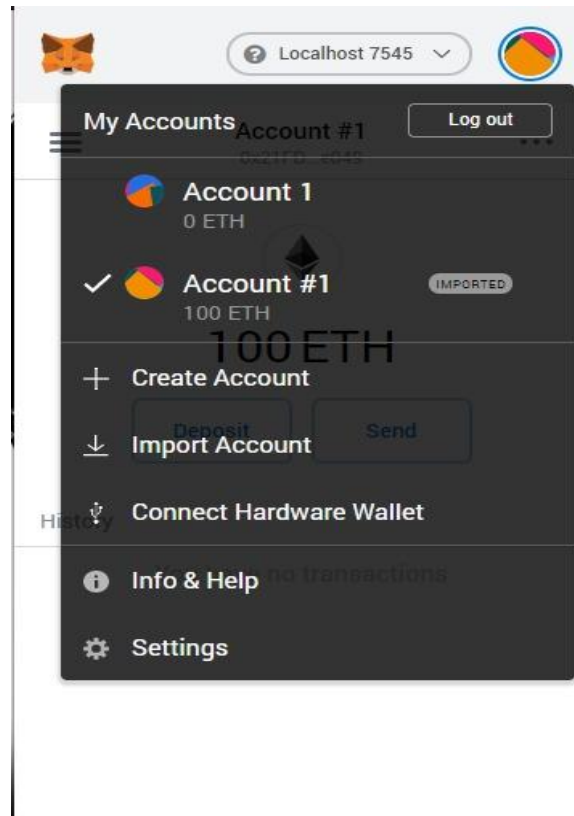 Localhost 7545
My Accounts
Log out
Account #1
Account 1
0 ETH
Account #1
IMPORTED
100 ETH
100 ETH
Create Account
Deposit
Send
Import Account
History
Connect Hardware Wallet
Info & Help
no transactions
Settings